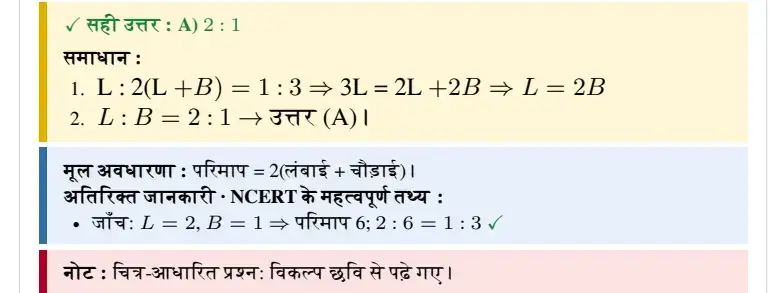 ✓ सही उत्तर : A) 2 : 1
समाधान :
1. L : 2(L +B) = 1 : 3 ⇒ 3L = 2L +2B ⇒ L = 2B
2. L : B = 2 : 1 → उत्तर (A)।
मूल अवधारणा : परिमाप = 2(लंबाई + चौड़ाई)।
अतिरिक्त जानकारी · NCERT के महत्वपूर्ण तथ्य :
• जाँच: L = 2, B = 1 ⇒ परिमाप 6; 2 : 6 = 1 : 3 ✓
नोट : चित्र-आधारित प्रश्न: विकल्प छवि से पढ़े गए।